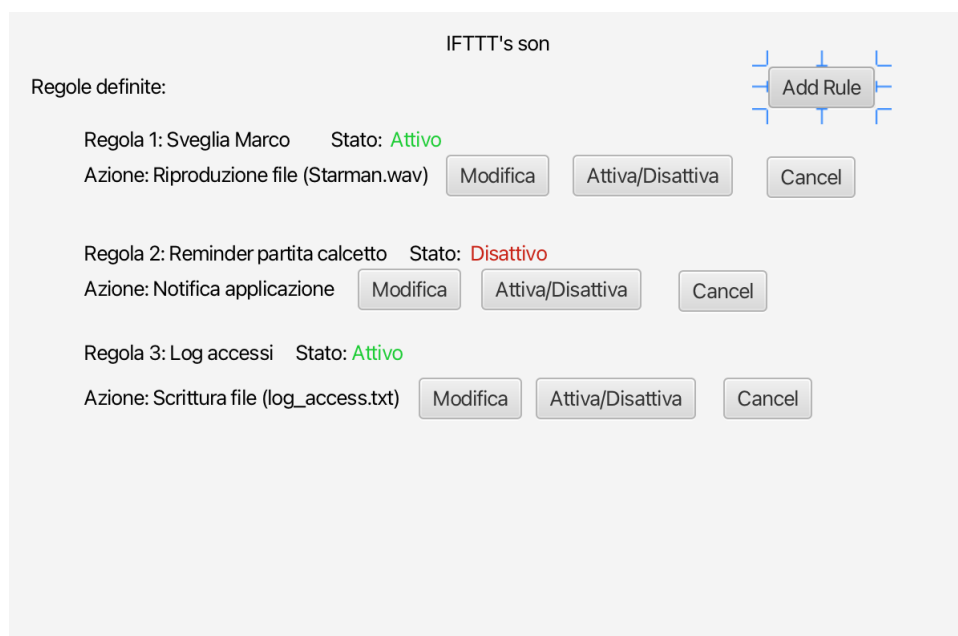 IFTTT's son
Regole definite:
Add Rule
Regola 1: Sveglia Marco Stato: Attivo
Azione: Riproduzione file (Starman.wav) Modifica Attiva/Disattiva Cancel
Regola 2: Reminder partita calcetto Stato: Disattivo
Azione: Notifica applicazione Modifica Attiva/Disattiva Cancel
Regola 3: Log accessi Stato: Attivo
Azione: Scrittura file (log_access.txt) Modifica Attiva/Disattiva Cancel